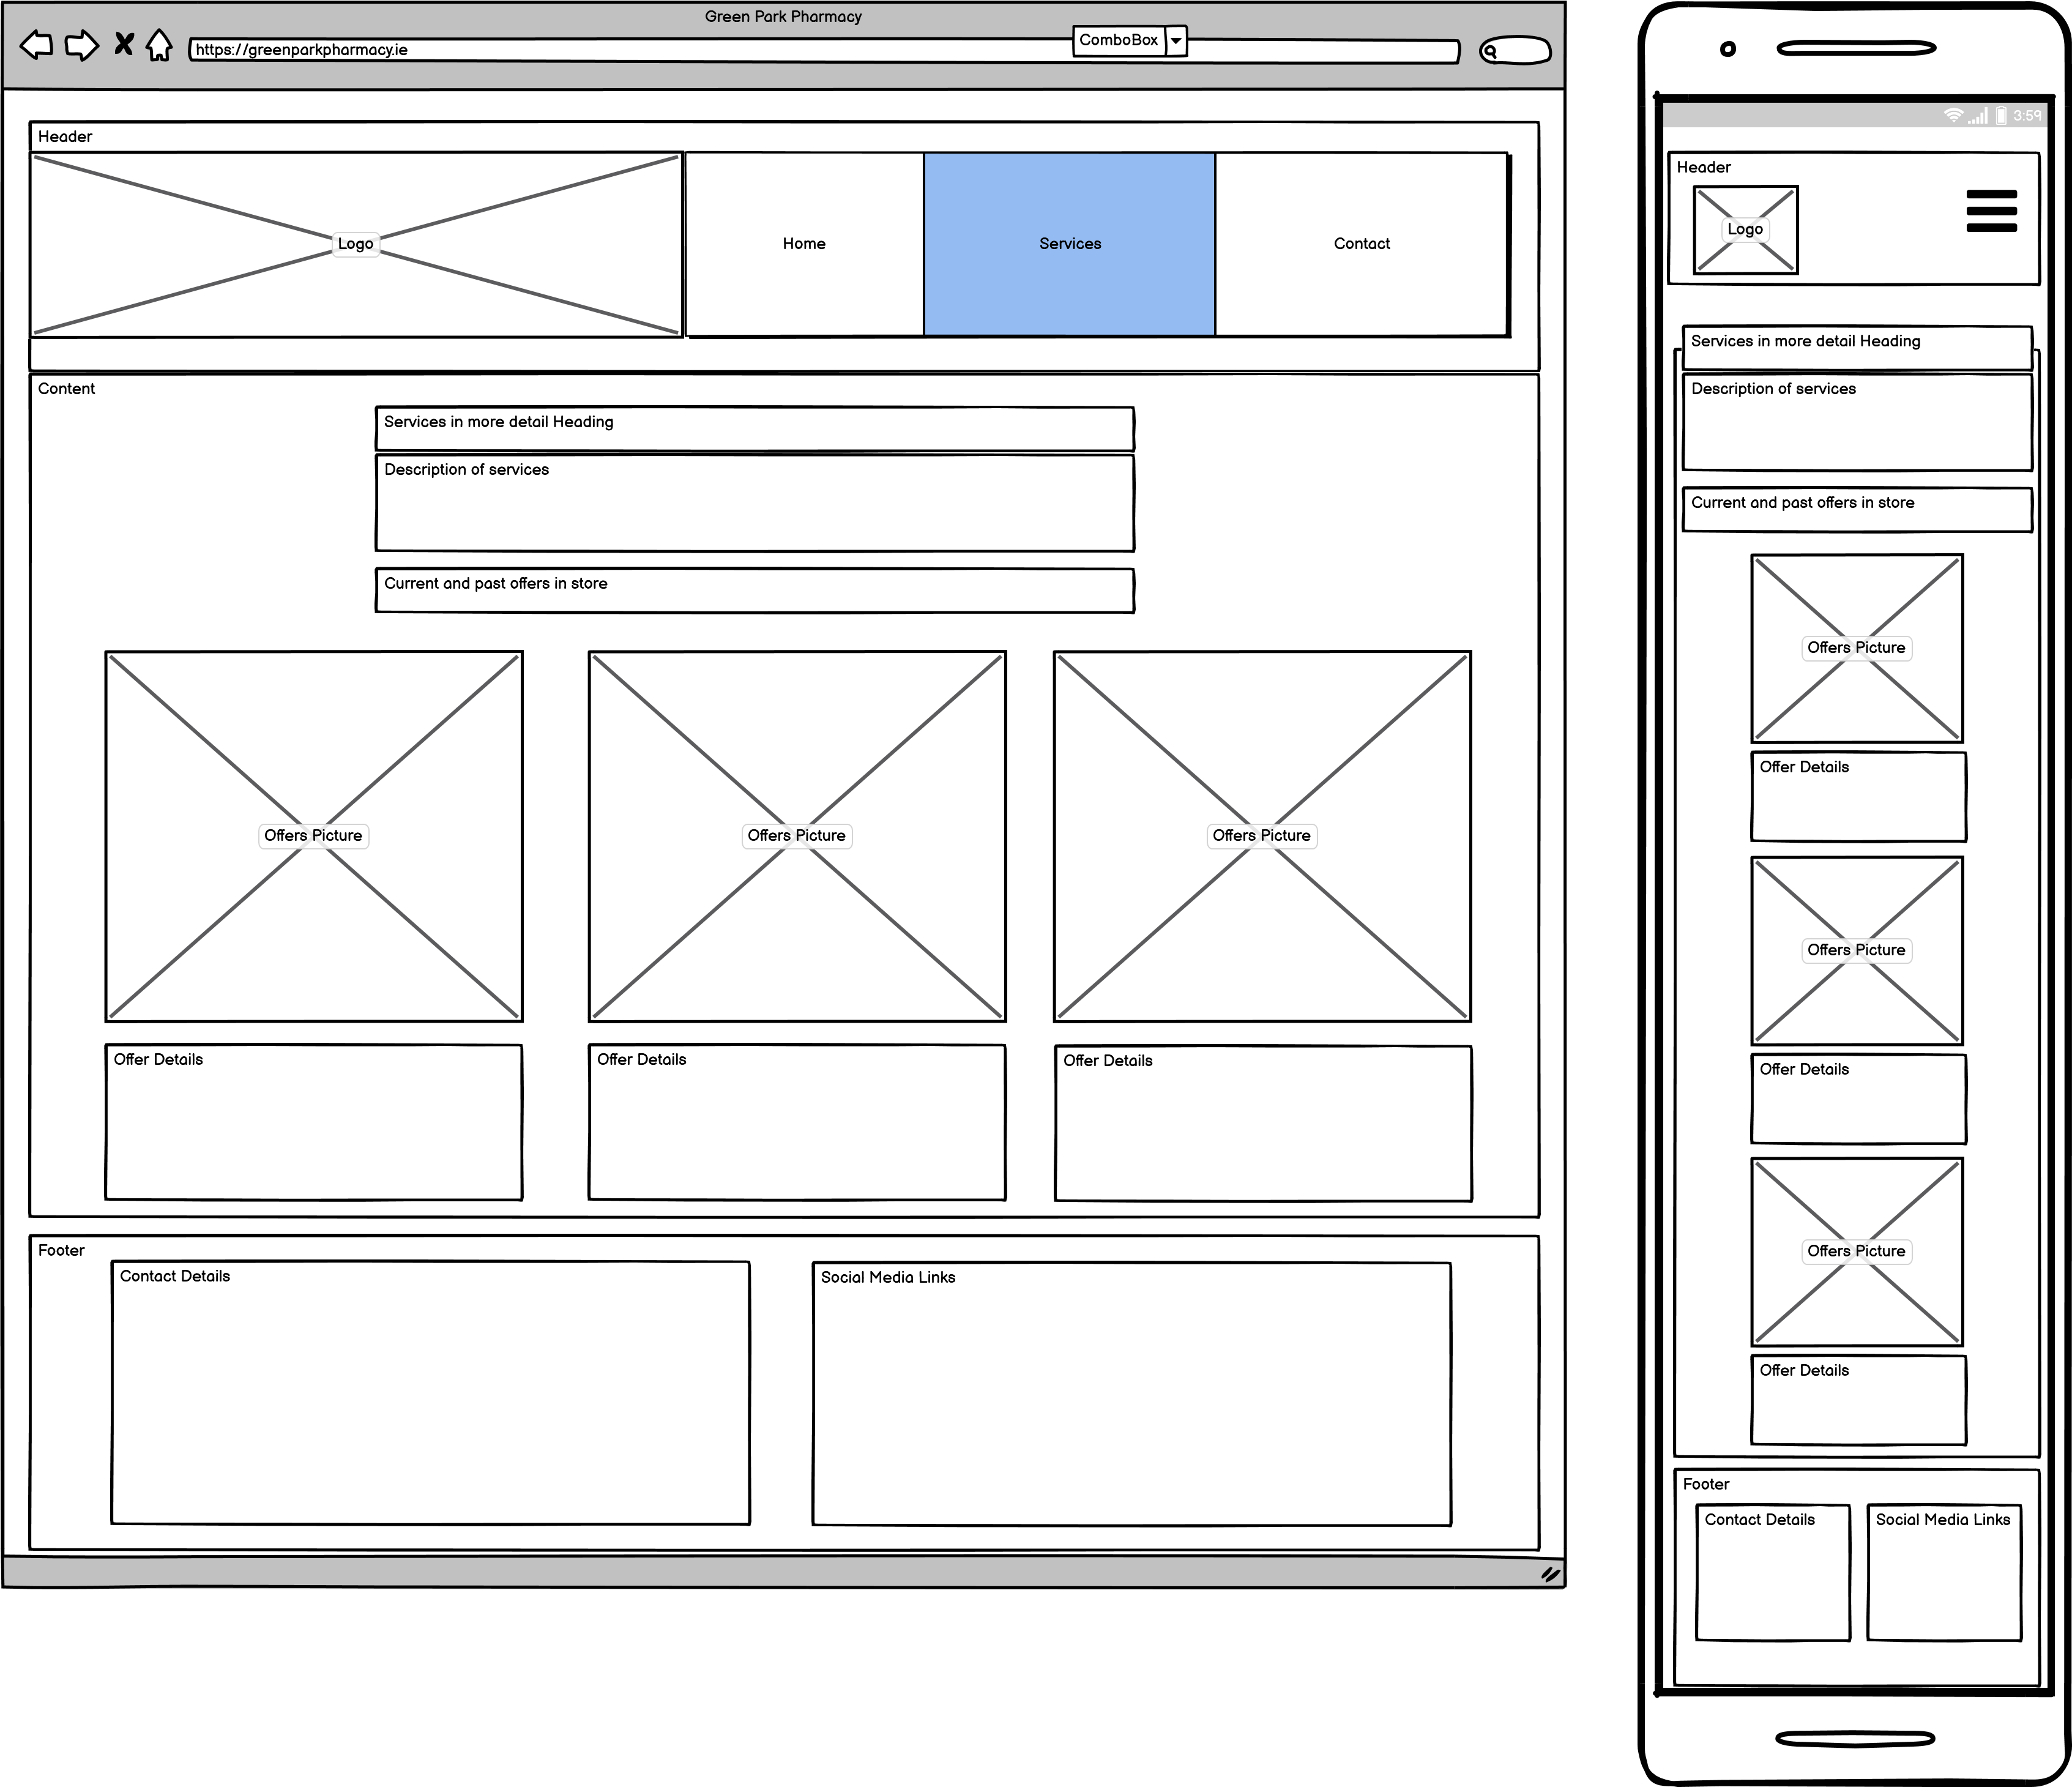 Green Park Pharmacy
https://greenparkpharmacy.ie
ComboBox
Header
Logo
Home
Services
Contact
Content
Services in more detail Heading
Description of services
Current and past offers in store
Offers Picture
Offers Picture
Offers Picture
Offer Details
Offer Details
Offer Details
Footer
Contact Details
Social Media Links
3:59
Header
Logo
Services in more detail Heading
Description of services
Current and past offers in store
Offers Picture
Offer Details
Offers Picture
Offer Details
Offers Picture
Offer Details
Footer
Contact Details
Social Media Links